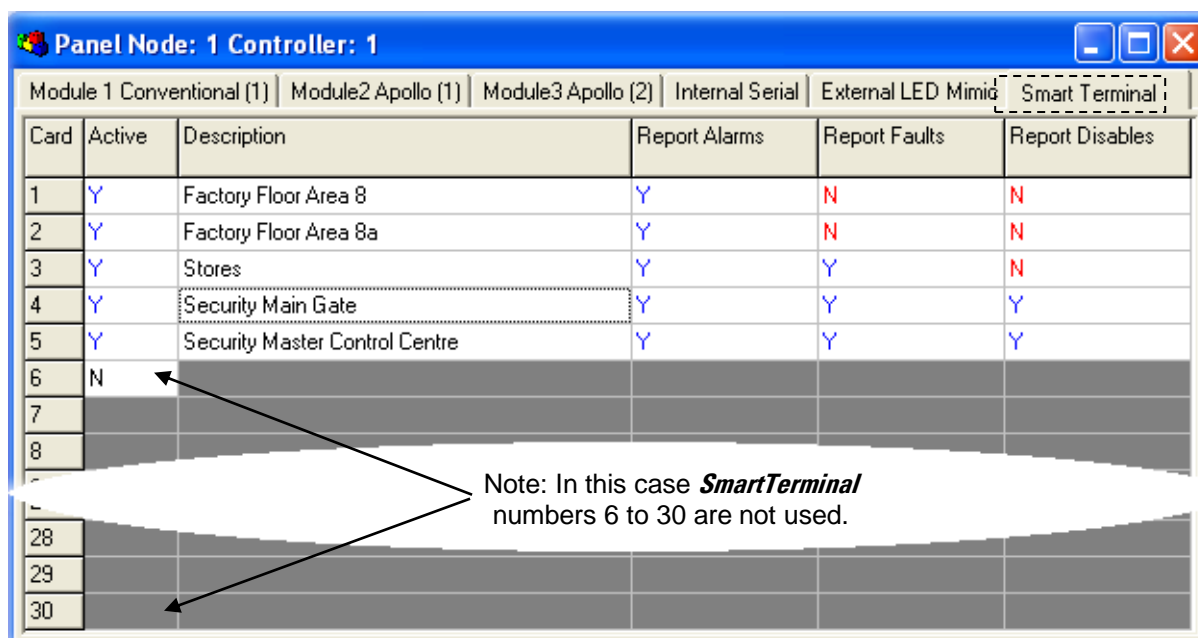 Panel Node: 1 Controller: 1
Module 1 Conventional (1) Module2 Apollo (1) Module3 Apollo (2) Internal Serial External LED Mimic Smart Terminal
Card Active Description Report Alarms Report Faults Report Disables
1 Y Factory Floor Area 8 Y N N
2 Y Factory Floor Area 8a Y N N
3 Y Stores Y Y N
4 Y Security Main Gate Y Y Y
5 Y Security Master Control Centre Y Y Y
6 N
7
8
Note: In this case SmartTerminal
numbers 6 to 30 are not used.
28
29
30